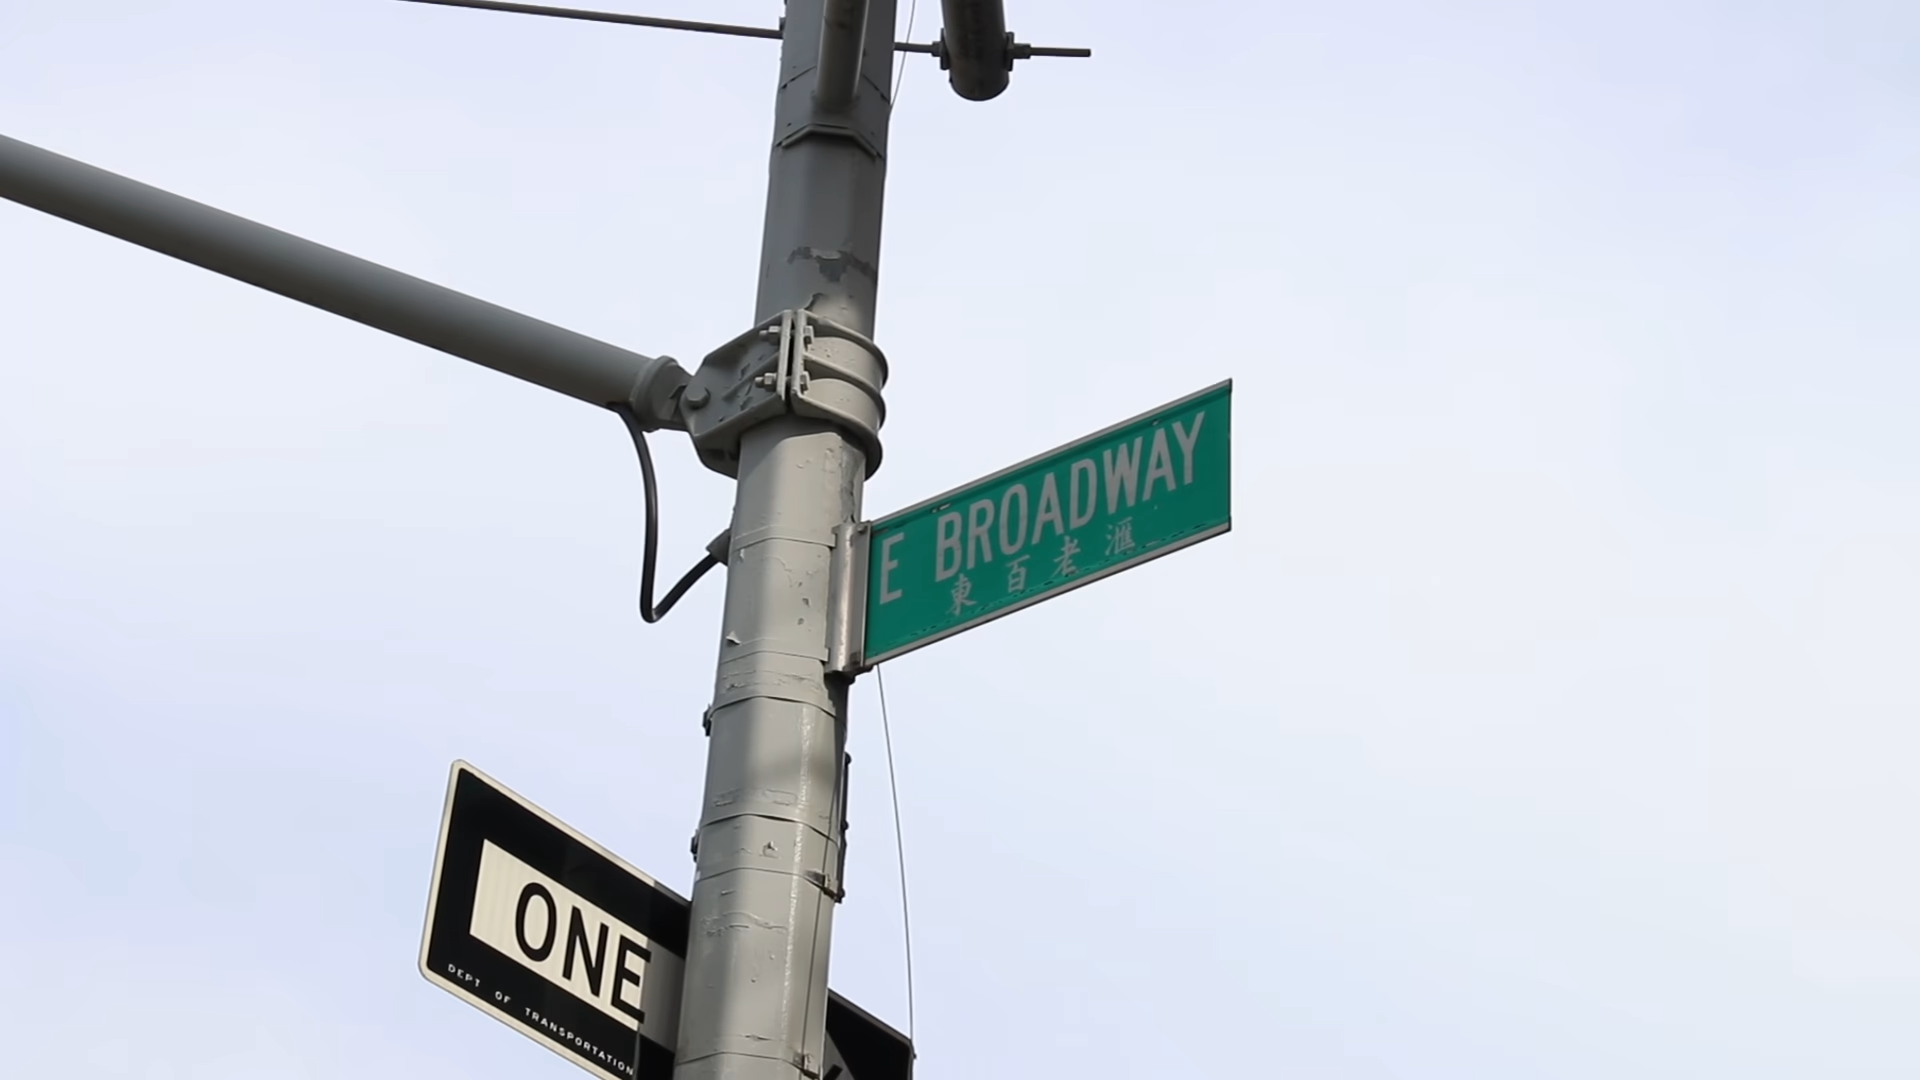 E BROADWAY
東百老滙
ONE
DEPT OF TRANSPORTATION